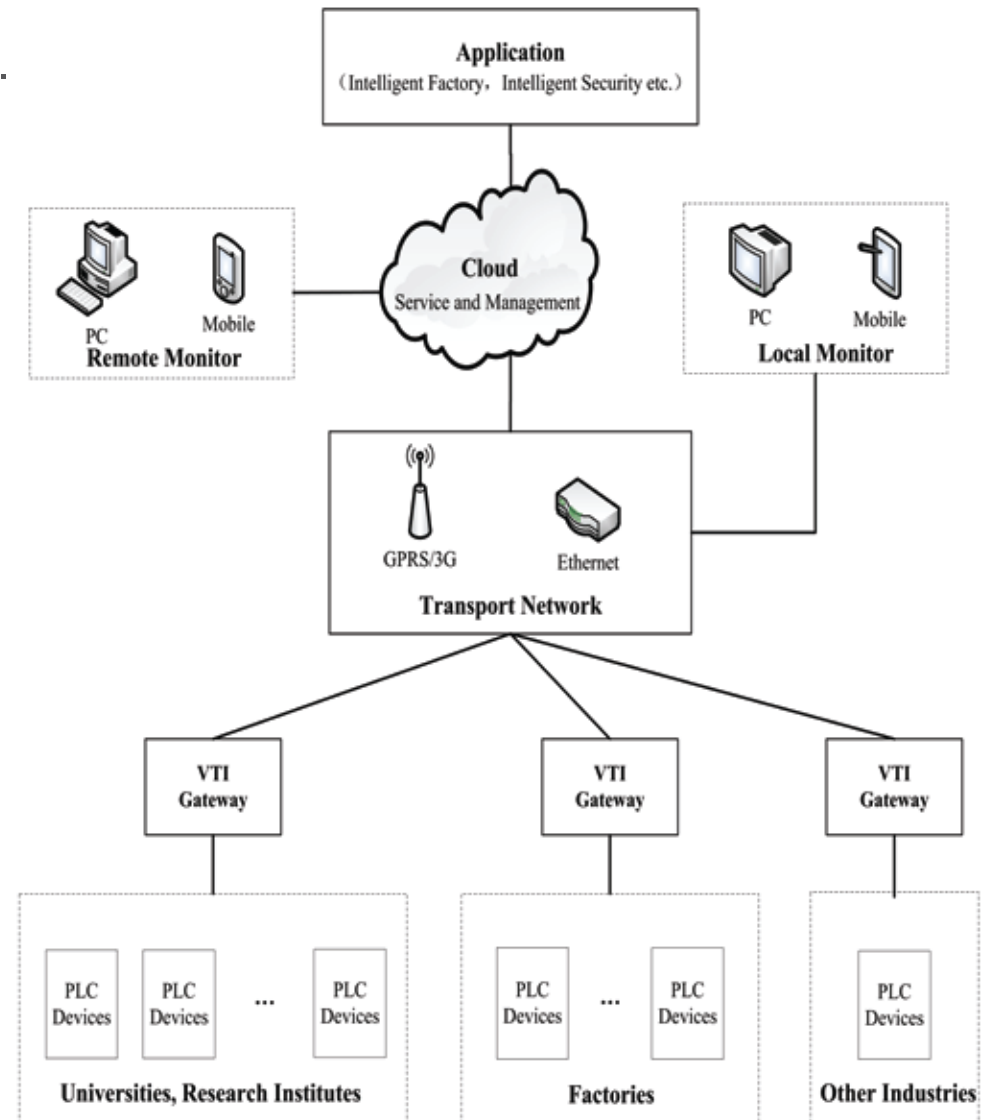 Application
（Intelligent Factory，Intelligent Security etc.）
Cloud
Service and Management
PC
Mobile
Remote Monitor
PC
Mobile
Local Monitor
GPRS/3G
Ethernet
Transport Network
VTI
Gateway
VTI
Gateway
VTI
Gateway
PLC
Devices
PLC
Devices
...
PLC
Devices
Universities, Research Institutes
PLC
Devices
...
PLC
Devices
Factories
PLC
Devices
Other Industries